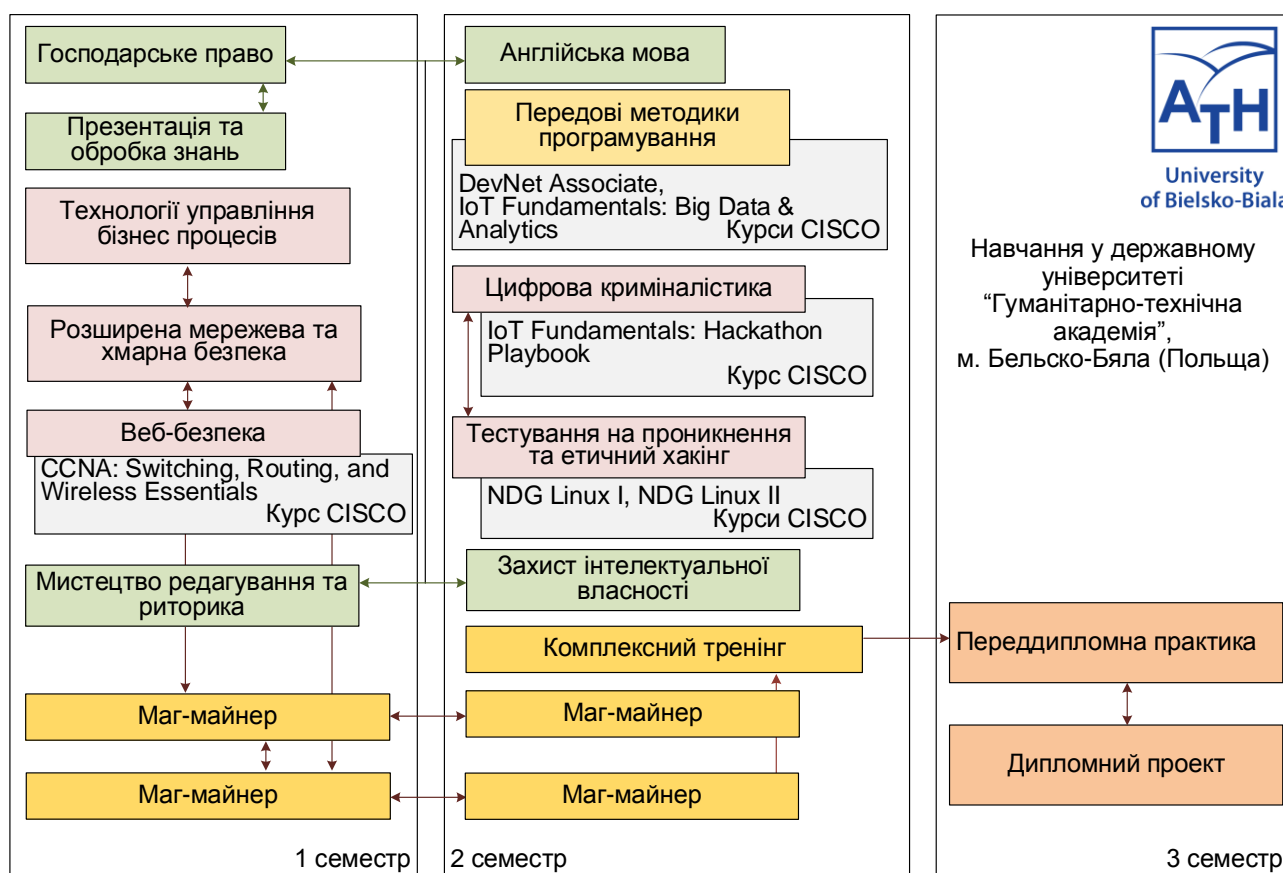 Господарське право
Презентація та
обробка знань
Технології управління
бізнес процесів
Розширена мережева та
хмарна безпека
Веб-безпека
CCNA: Switching, Routing, and
Wireless Essentials
Курс CISCO
Мистецтво редагування та
риторика
Маг-майнер
Маг-майнер
1 семестр
Англійська мова
Передові методики
програмування
DevNet Associate,
IoT Fundamentals: Big Data &
Analytics Курси CISCO
Цифрова криміналістика
IoT Fundamentals: Hackathon
Playbook
Курс CISCO
Тестування на проникнення
та етичний хакінг
NDG Linux I, NDG Linux II
Курси CISCO
Захист інтелектуальної
власності
Комплексний тренінг
Маг-майнер
Маг-майнер
2 семестр
ATH
University
of Bielsko-Biala
Навчання у державному
університеті
“Гуманітарно-технічна
академія”,
м. Бельско-Бяла (Польща)
Переддипломна практика
Дипломний проект
3 семестр